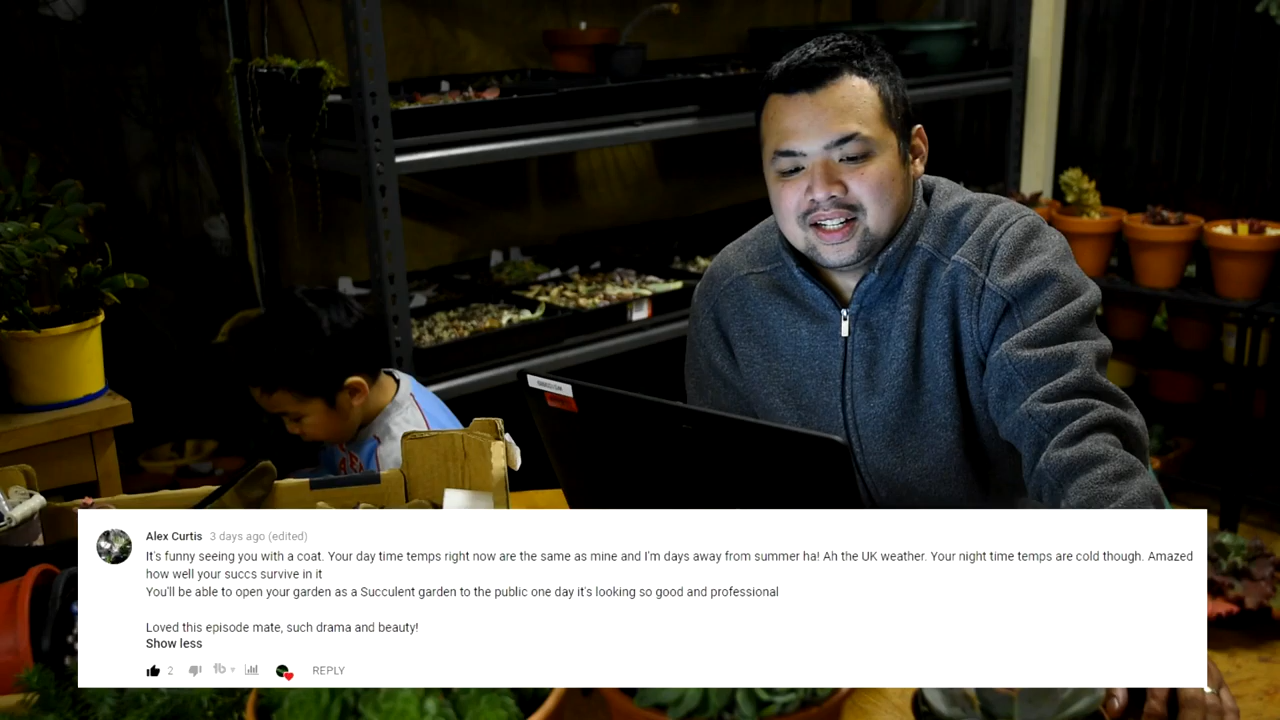 Alex Curtis 3 days ago (edited)
It's funny seeing you with a coat. Your day time temps right now are the same as mine and I'm days away from summer ha! Ah the UK weather. Your night time temps are cold though. Amazed
how well your succs survive in it
You'll be able to open your garden as a Succulent garden to the public one day it's looking so good and professional
Loved this episode mate, such drama and beauty!
Show less
2 tb REPLY